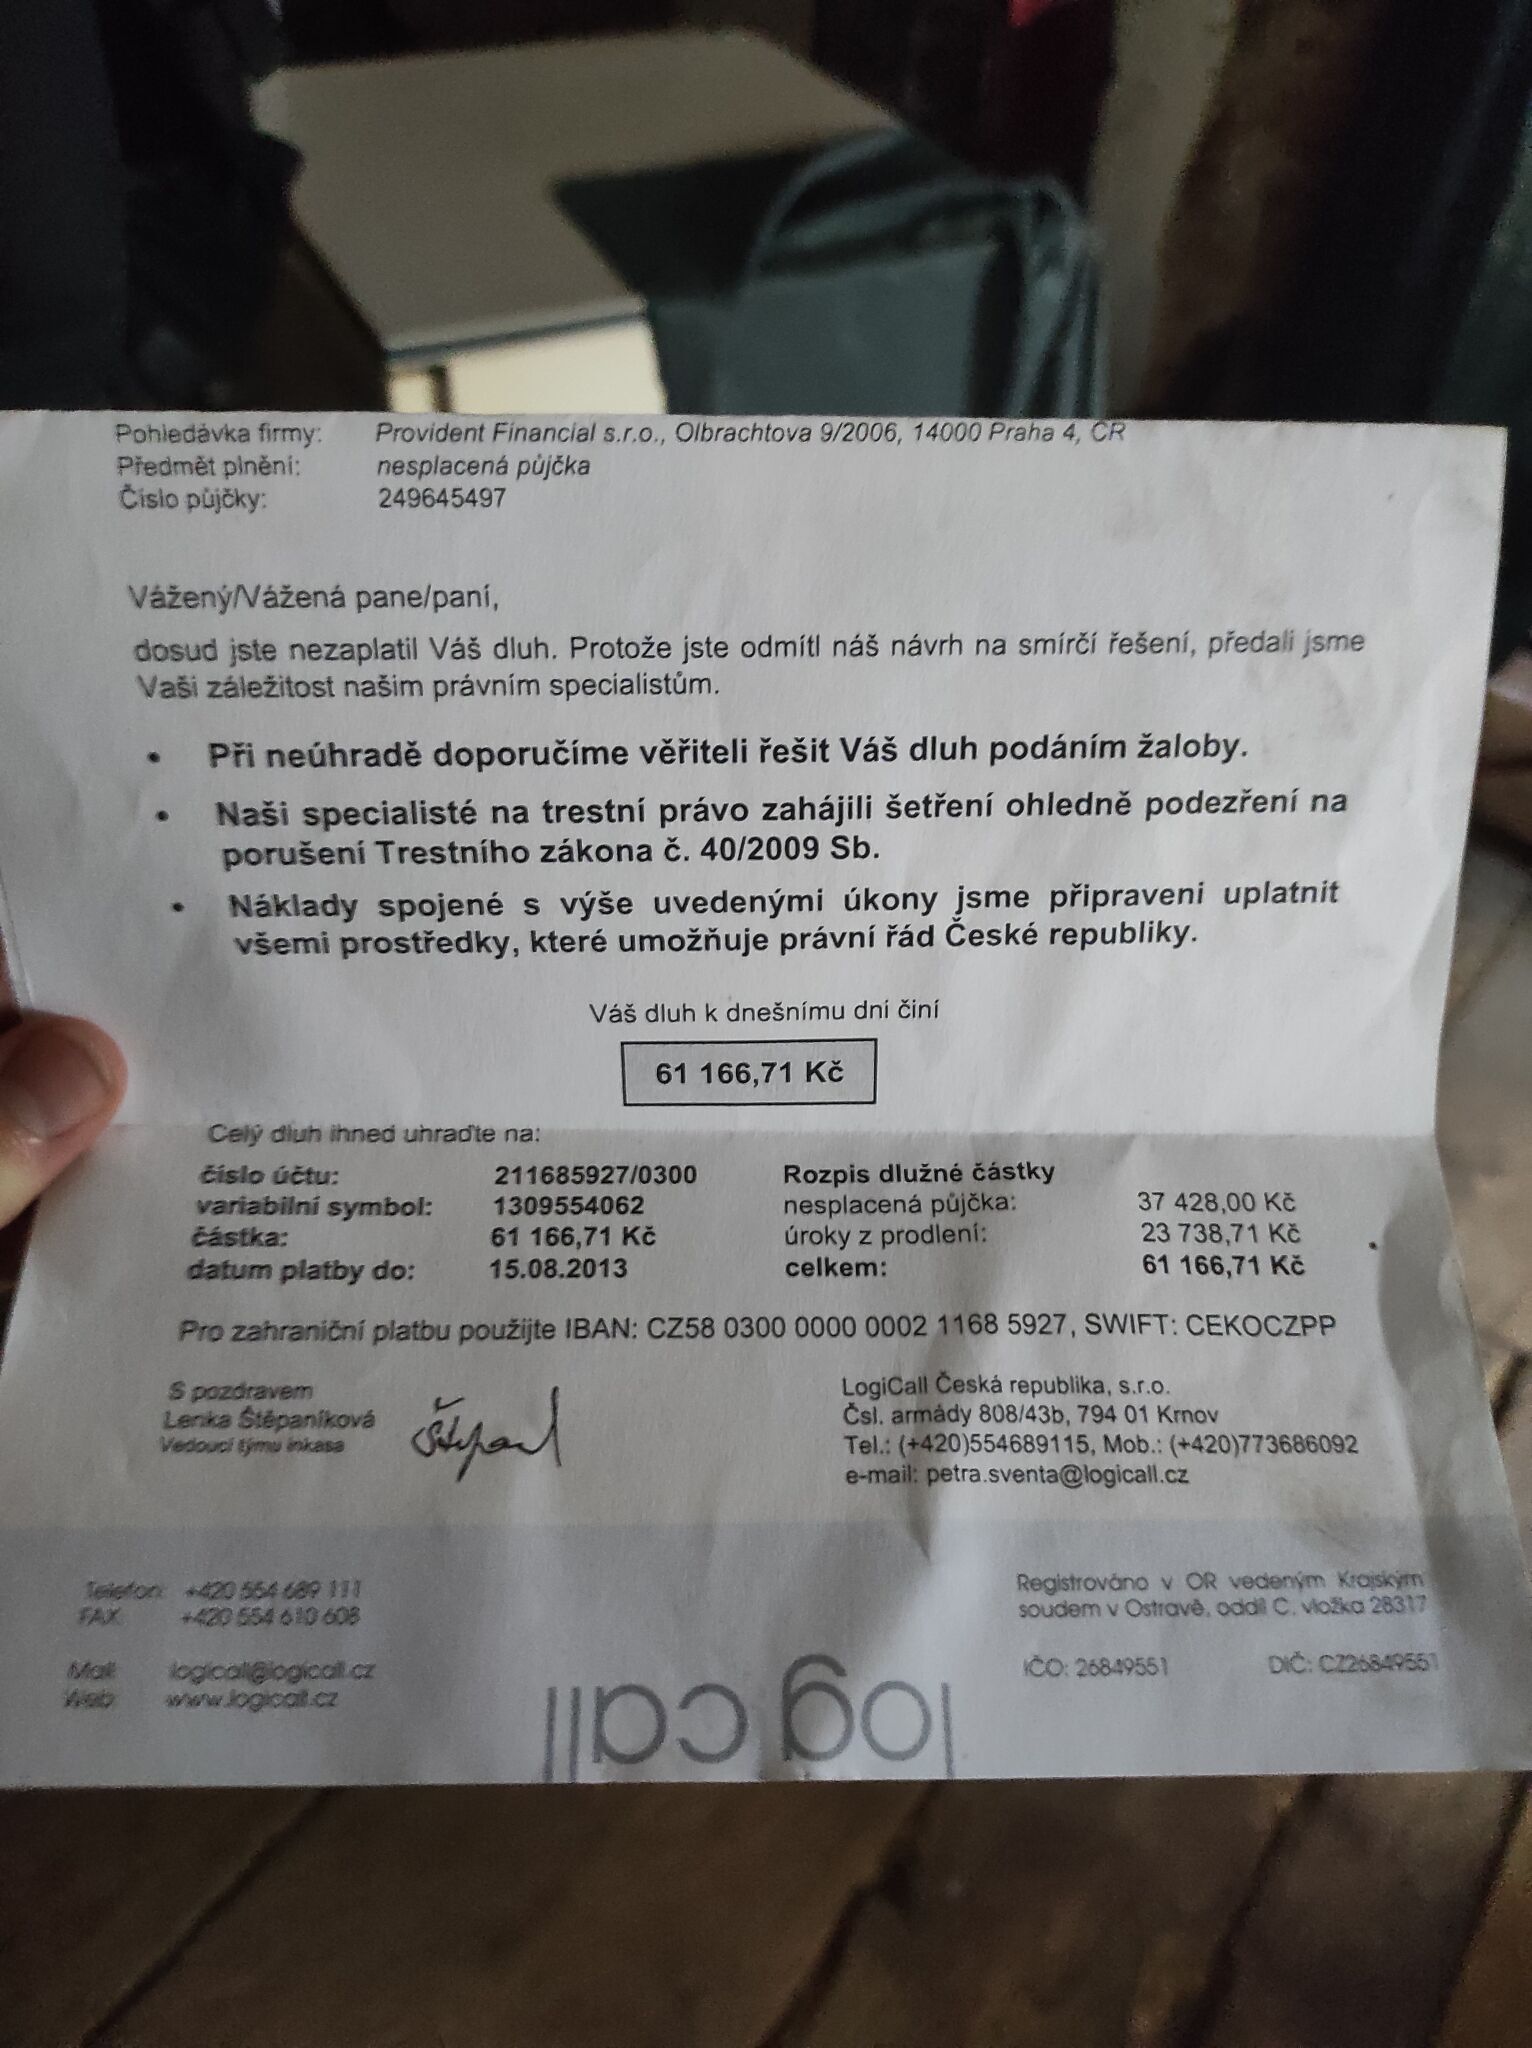 Pohledávka firmy: Provident Financial s.r.o., Olbrachtova 9/2006, 14000 Praha 4, ČR
Předmět plnění: nesplacená půjčka
Číslo půjčky: 249645497
Vážený/Vážená pane/paní,
dosud jste nezaplatil Váš dluh. Protože jste odmítl náš návrh na smírčí řešení, předali jsme
Vaši záležitost našim právním specialistům.
• Při neúhradě doporučíme věřiteli řešit Váš dluh podáním žaloby.
• Naši specialisté na trestní právo zahájili šetření ohledně podezření na
porušení Trestního zákona č. 40/2009 Sb.
• Náklady spojené s výše uvedenými úkony jsme připraveni uplatnit
všemi prostředky, které umožňuje právní řád České republiky.
Váš dluh k dnešnímu dni činí
61 166,71 Kč
Celý dluh ihned uhraďte na:
číslo účtu: 211685927/0300 Rozpis dlužné částky
variabilní symbol: 1309554062 nesplacená půjčka: 37 428,00 Kč
částka: 61 166,71 Kč úroky z prodlení: 23 738,71 Kč
datum platby do: 15.08.2013 celkem: 61 166,71 Kč
Pro zahraniční platbu použijte IBAN: CZ58 0300 0000 0002 1168 5927, SWIFT: CEKOCZPP
S pozdravem
Lenka Štěpaníková
Vedoucí týmu inkasa
LogiCall Česká republika, s.r.o.
Čsl. armády 808/43b, 794 01 Krnov
Tel.: (+420)554689115, Mob.: (+420)773686092
e-mail: petra.sventa@logicall.cz
Telefon: +420 554 689 111
FAX: +420 554 610 608
Mail: logicall@logicall.cz
Web: www.logicall.cz
Registrováno v OR vedeným Krajským
soudem v Ostravě, oddíl C, vložka 28317
IČO: 26849551 DIČ: CZ26849551
logicall